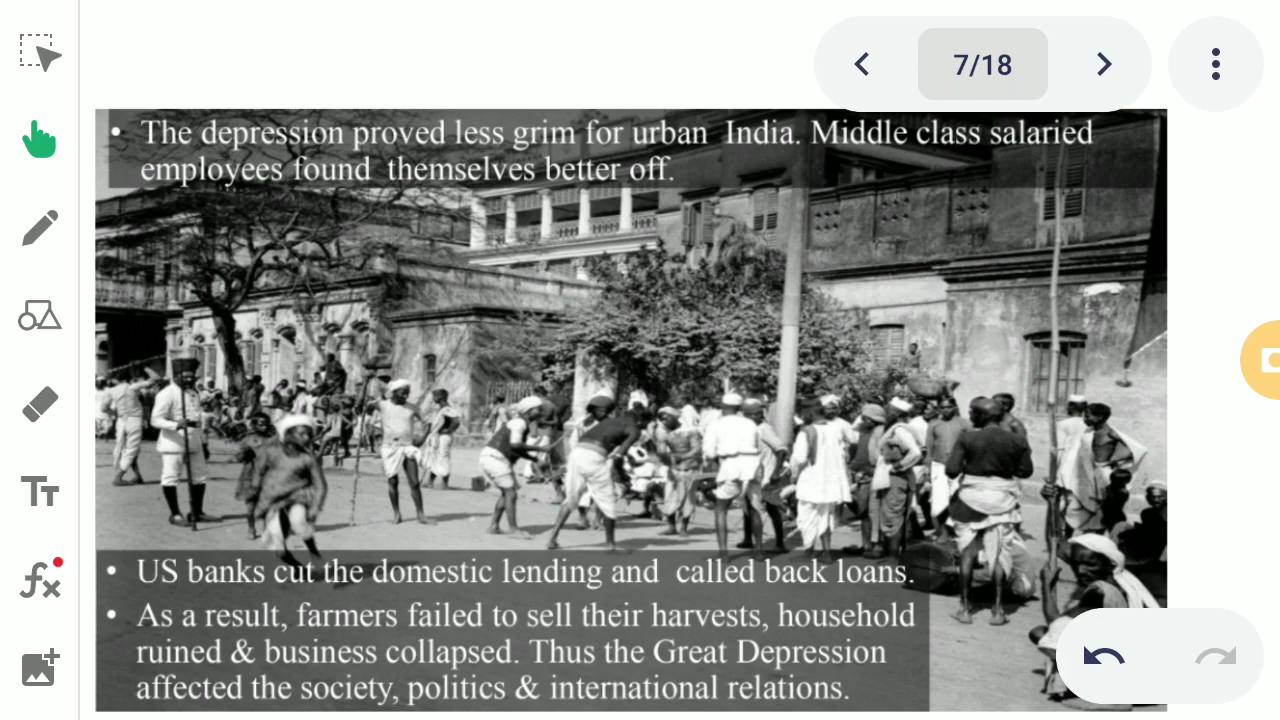 7/18
• The depression proved less grim for urban India. Middle class salaried
employees found themselves better off.
• US banks cut the domestic lending and called back loans.
• As a result, farmers failed to sell their harvests, household
ruined & business collapsed. Thus the Great Depression
affected the society, politics & international relations.
TT
fx